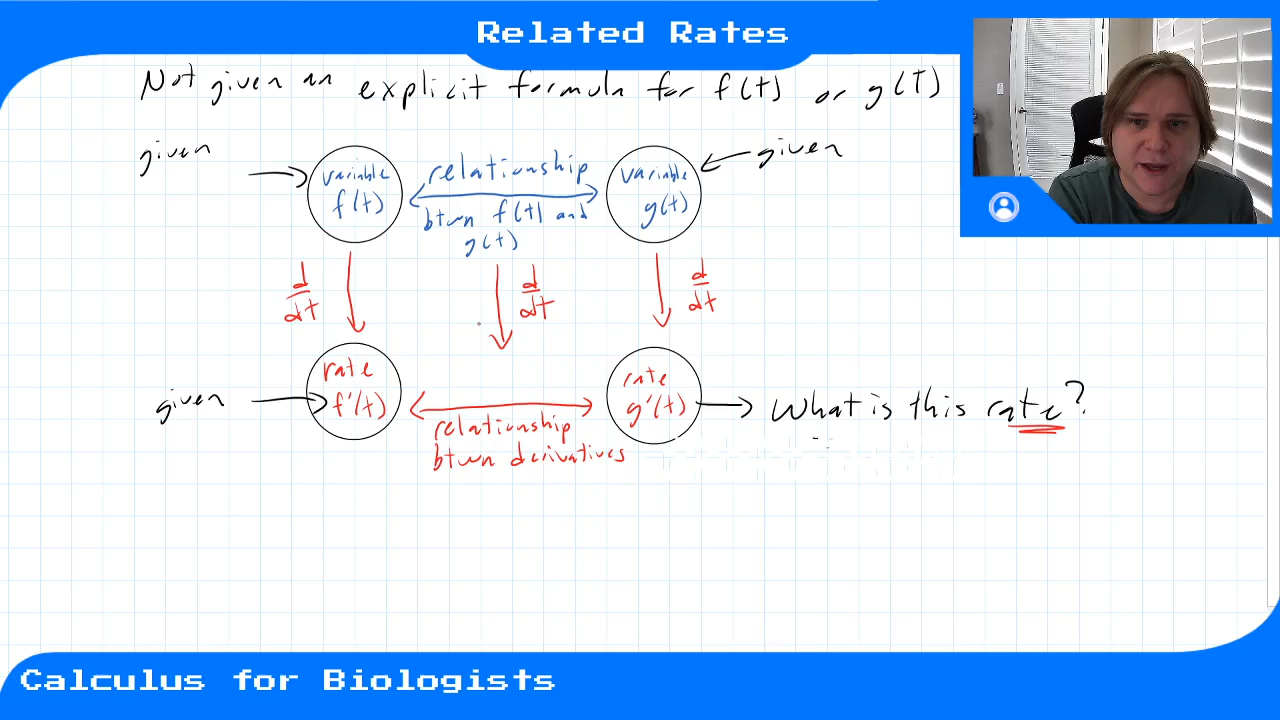 Related Rates
Not given an explicit formula for f(t) or g(t)
given
variable
f(t)
relationship
btwn f(t) and
g(t)
variable
g(t)
given
d
dt
d
dt
d
dt
given
rate
f'(t)
relationship
btwn derivatives
rate
g'(t)
What is this rate?
Calculus for Biologists